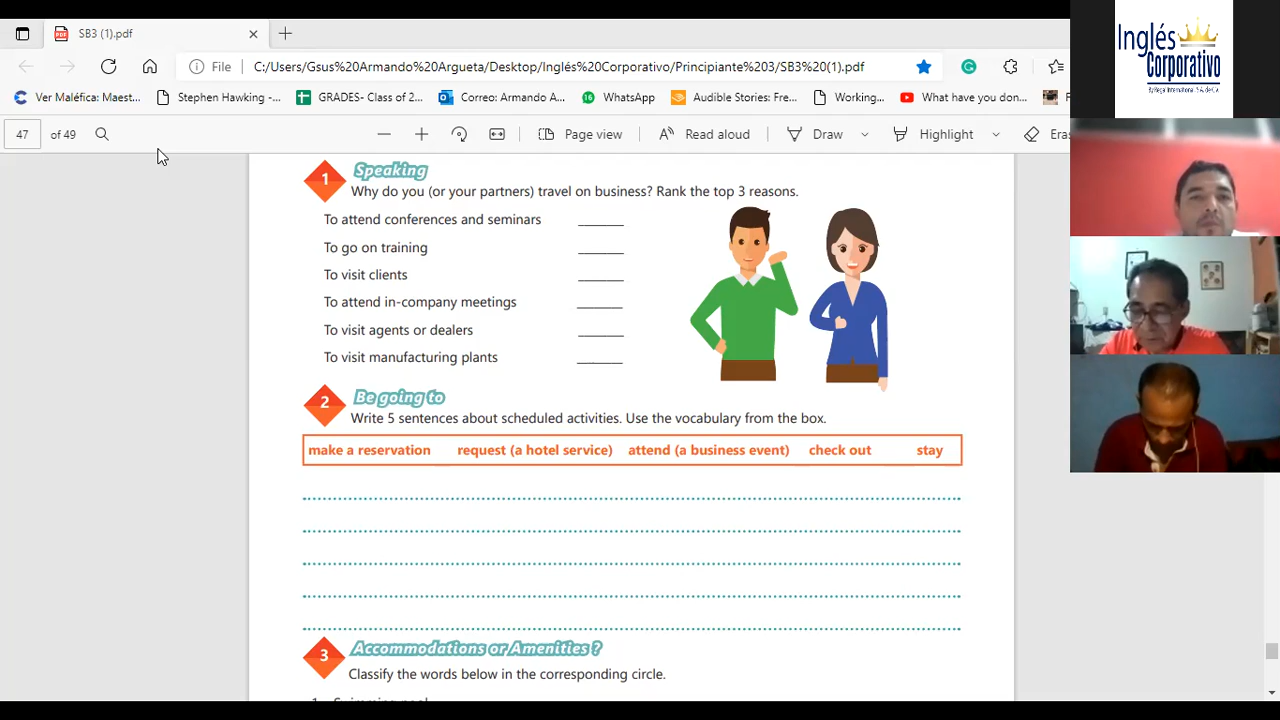 SB3 (1).pdf
File C:/Users/Gsus%20Armando%20Argueta/Desktop/Inglés%20Corporativo/Principiante%203/SB3%20(1).pdf
Ver Maléfica: Maest... Stephen Hawking -... GRADES- Class of 2... Correo: Armando A... WhatsApp Audible Stories: Fre... Working... What have you don...
47 of 49 Page view Read aloud Draw Highlight Eras
Inglés
Corporativo
1 Speaking
Why do you (or your partners) travel on business? Rank the top 3 reasons.
To attend conferences and seminars
To go on training
To visit clients
To attend in-company meetings
To visit agents or dealers
To visit manufacturing plants
2 Be going to
Write 5 sentences about scheduled activities. Use the vocabulary from the box.
make a reservation request (a hotel service) attend (a business event) check out stay
3 Accommodations or Amenities ?
Classify the words below in the corresponding circle.